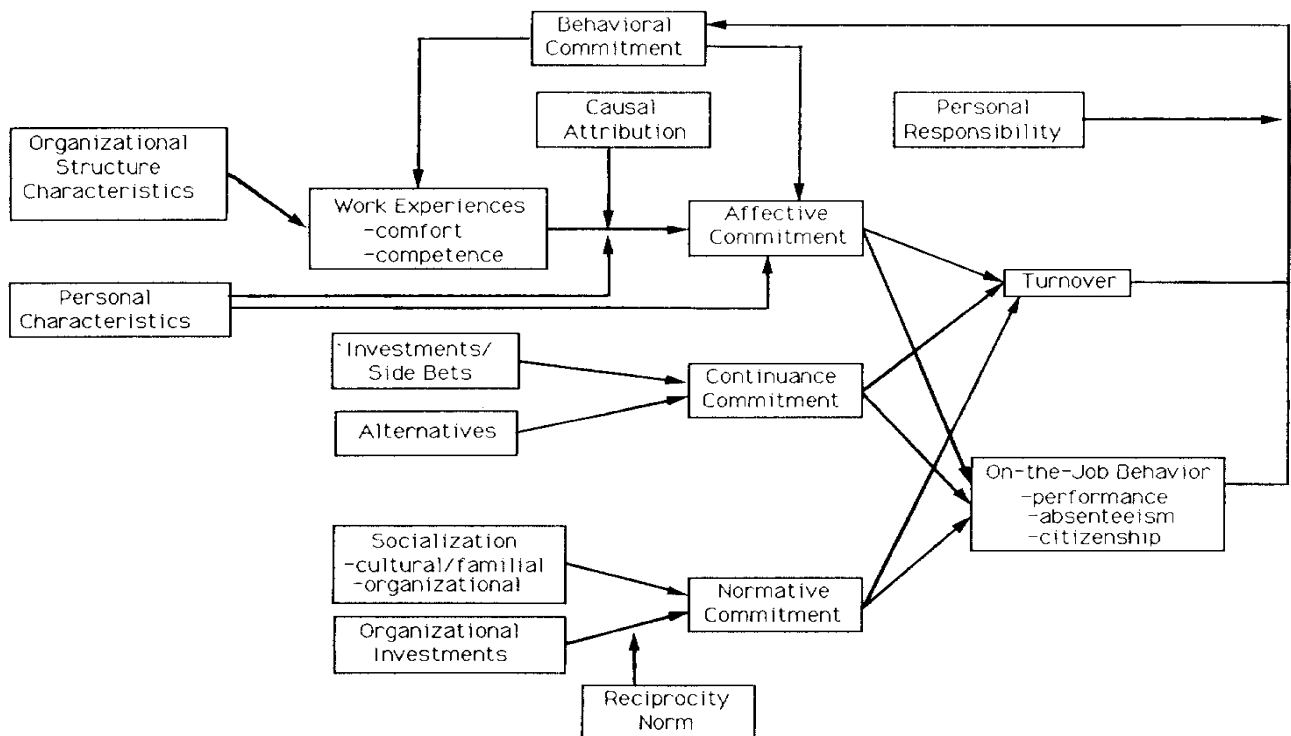 Behavioral
Commitment
Causal
Attribution
Personal
Responsibility
Organizational
Structure
Characteristics
Work Experiences
-comfort
-competence
Affective
Commitment
Turnover
Personal
Characteristics
Investments/
Side Bets
Continuance
Commitment
Alternatives
On-the-Job Behavior
-performance
-absenteeism
-citizenship
Socialization
-cultural/familial
-organizational
Normative
Commitment
Organizational
Investments
Reciprocity
Norm